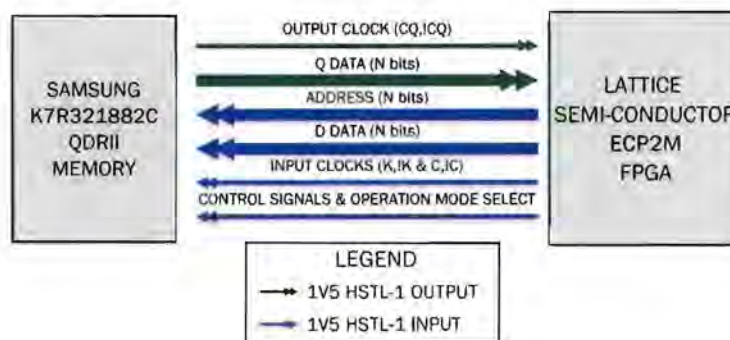 OUTPUT CLOCK (CQ,!CQ)
Q DATA (N bits)
ADDRESS (N bits)
D DATA (N bits)
INPUT CLOCKS (K,!K & C,!C)
CONTROL SIGNALS & OPERATION MODE SELECT
SAMSUNG
K7R321882C
QDRII
MEMORY
LATTICE
SEMI-CONDUCTOR
ECP2M
FPGA
LEGEND
1V5 HSTL-1 OUTPUT
1V5 HSTL-1 INPUT